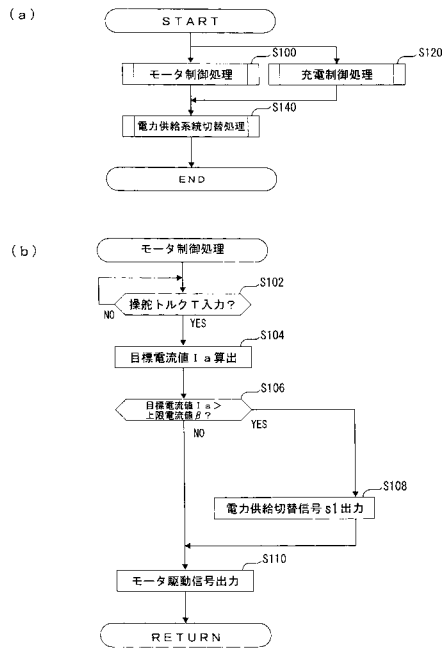 (a)
START
S100
S120
モータ制御処理
充電制御処理
S140
電力供給系統切替処理
END
(b)
モータ制御処理
S102
操舵トルクT入力?
NO
YES
S104
目標電流値Ia算出
S106
目標電流値Ia>
上限電流値β?
NO
YES
S108
電力供給切替信号s1出力
S110
モータ駆動信号出力
RETURN